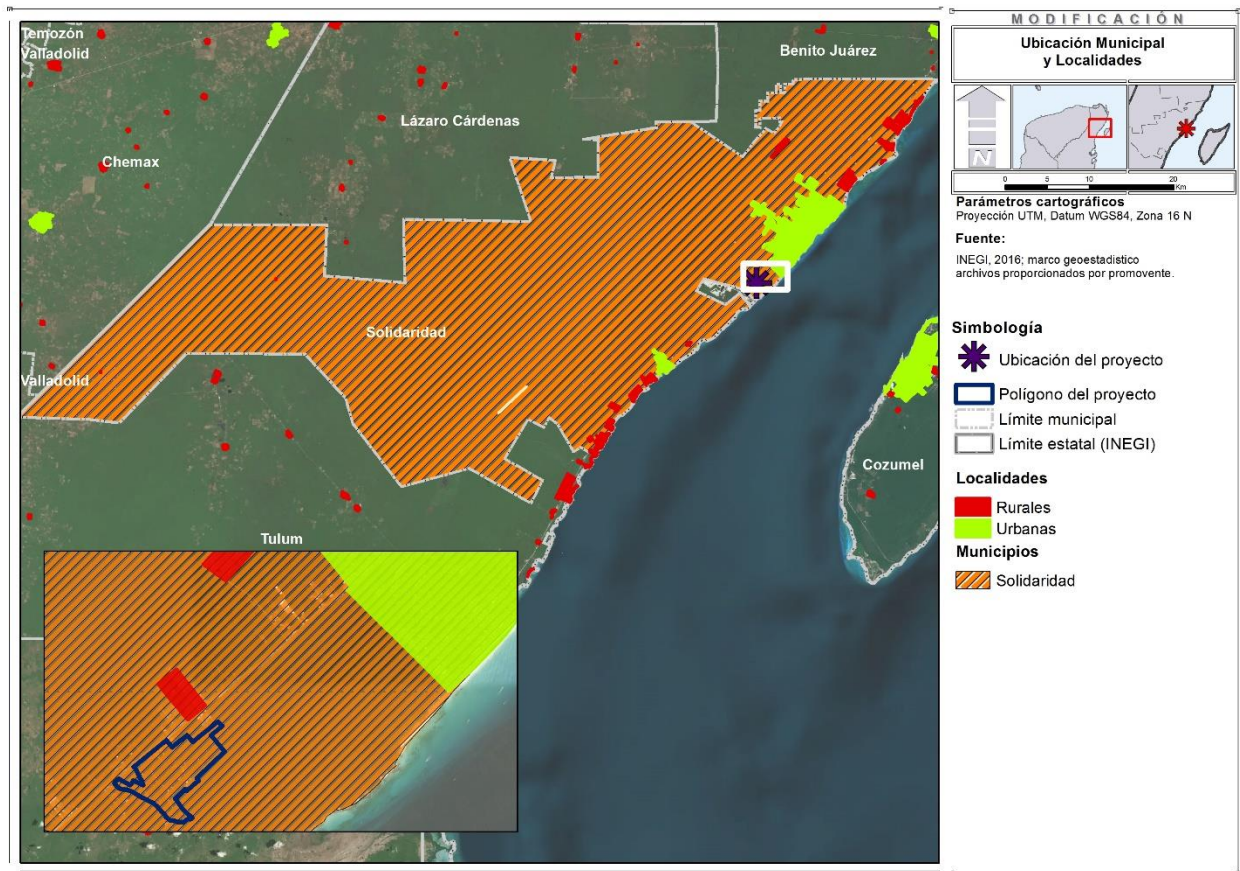 Temozón
Valladolid
Benito Juárez
Lázaro Cárdenas
Chemax
Solidaridad
Valladolid
Cozumel
Tulum
MODIFICACIÓN
Ubicación Municipal
y Localidades
N
0 5 10 20
Km
Parámetros cartográficos
Proyección UTM, Datum WGS84, Zona 16 N
Fuente:
INEGI, 2016; marco geoestadistico
archivos proporcionados por promovente.
Simbología
Ubicación del proyecto
Polígono del proyecto
Límite municipal
Límite estatal (INEGI)
Localidades
Rurales
Urbanas
Municipios
Solidaridad